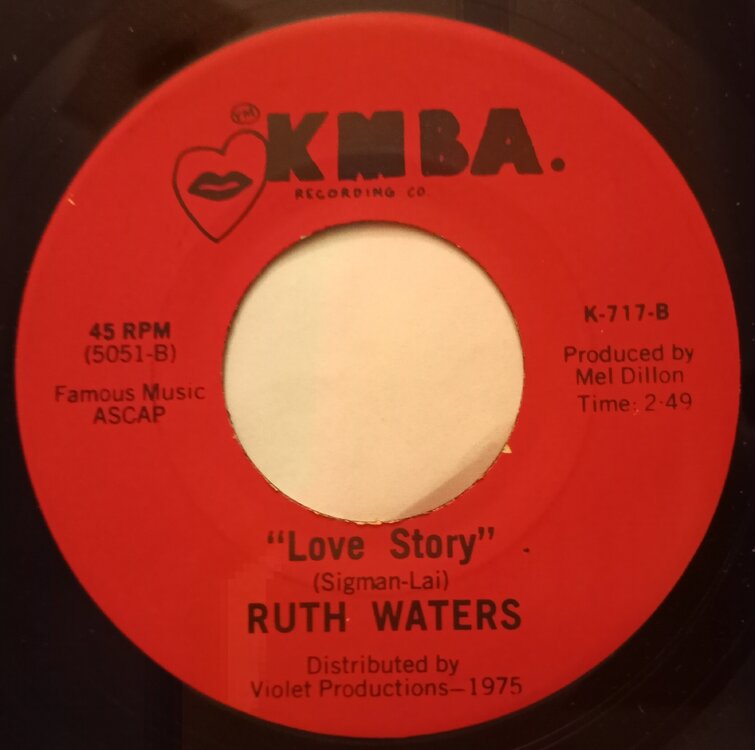 TM
KMBA.
RECORDING CO.
45 RPM
(5051-B)
Famous Music
ASCAP
K-717-B
Produced by
Mel Dillon
Time: 2:49
"Love Story"
(Sigman-Lai)
RUTH WATERS
Distributed by
Violet Productions—1975